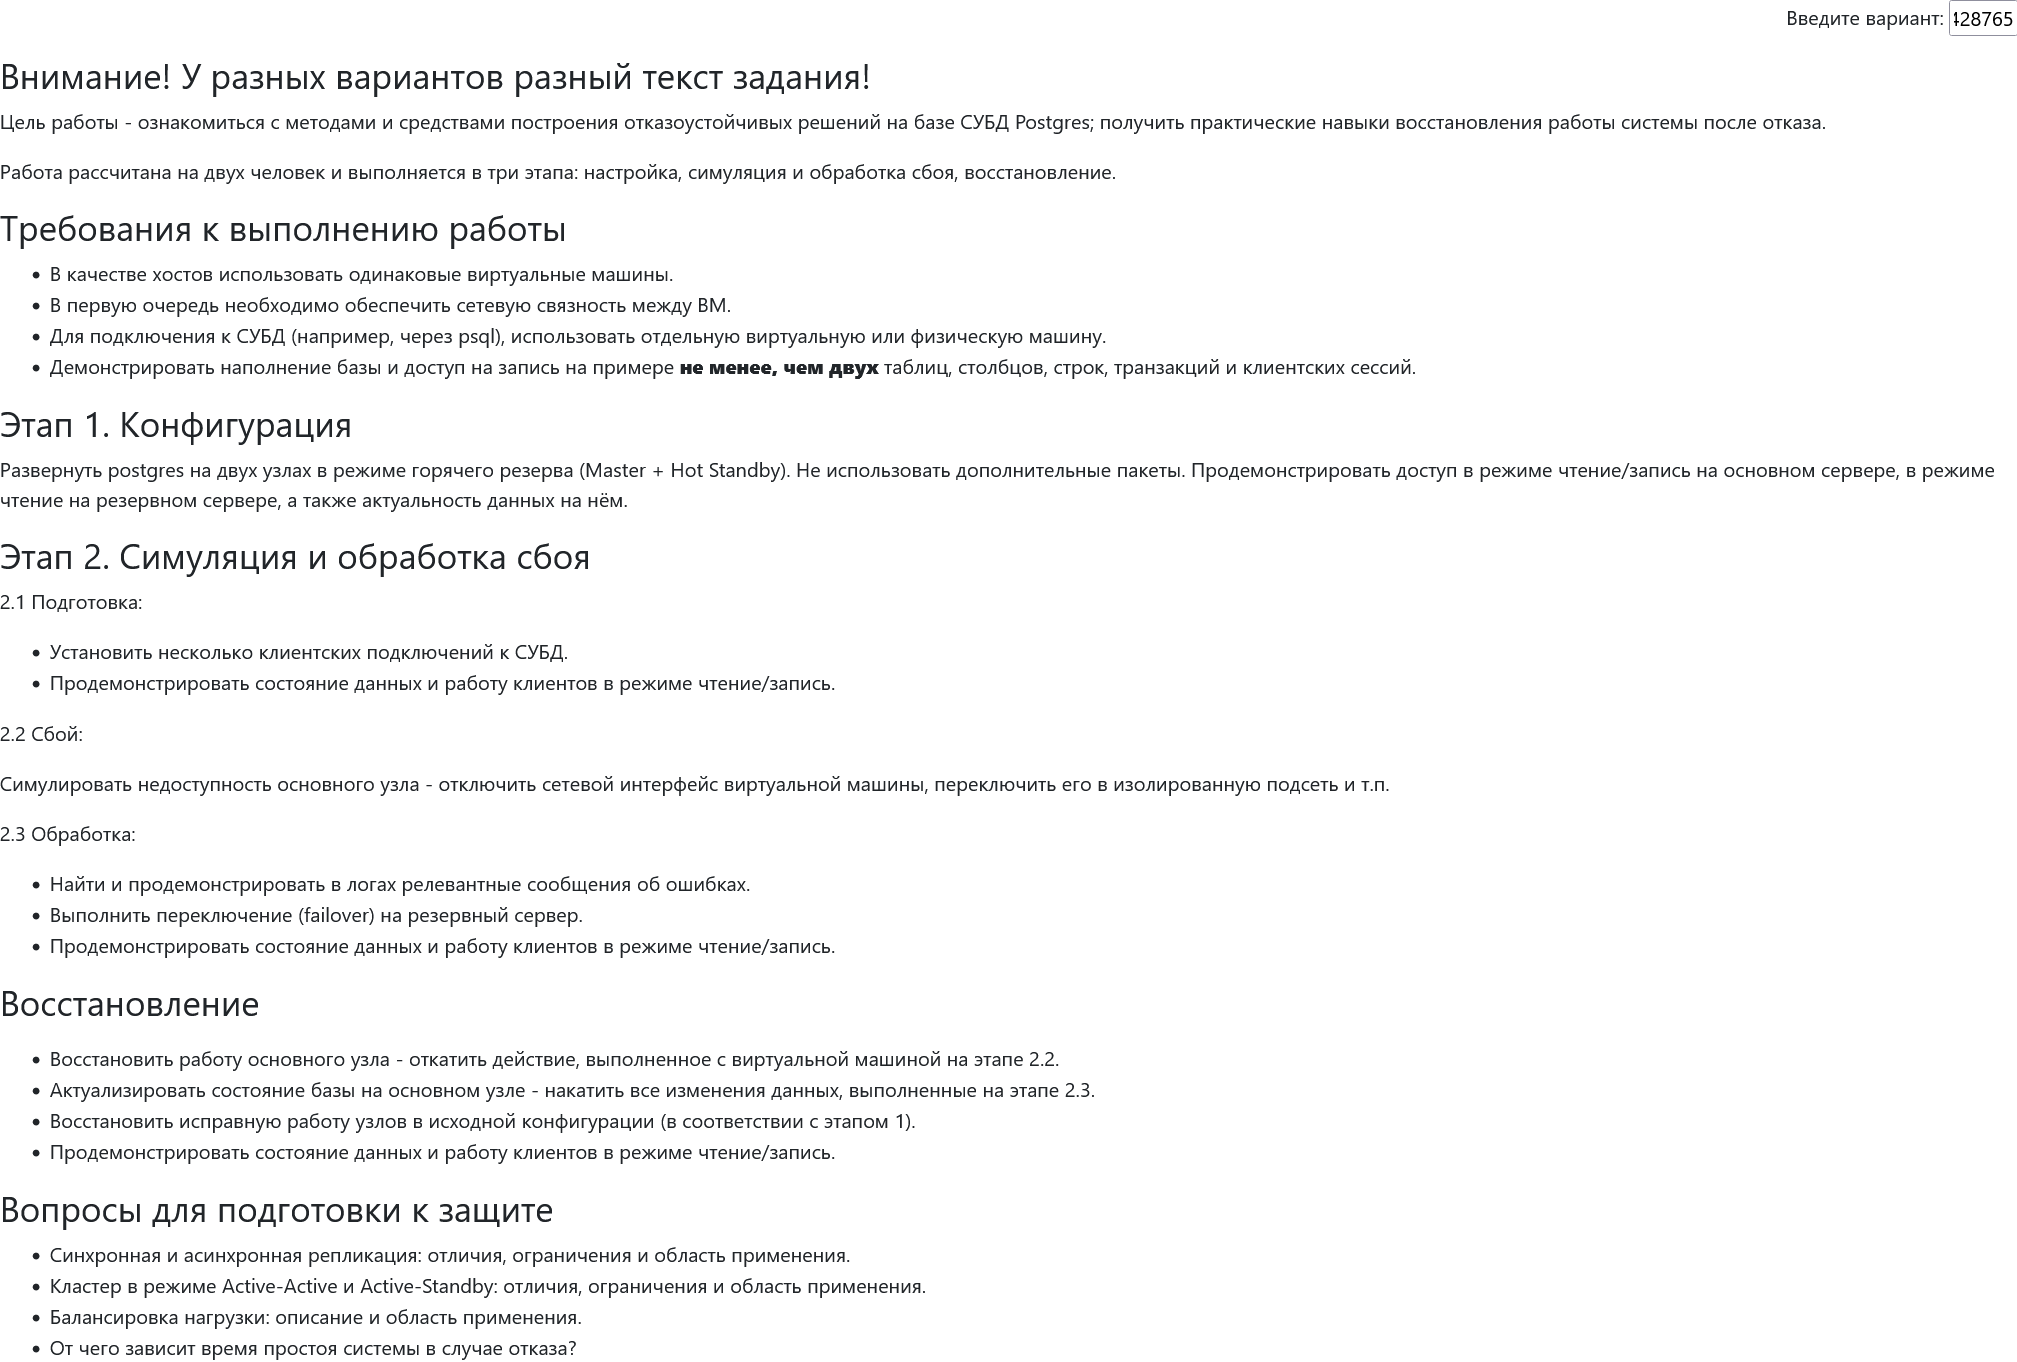 Введите вариант: 428765
Внимание! У разных вариантов разный текст задания!
Цель работы - ознакомиться с методами и средствами построения отказоустойчивых решений на базе СУБД Postgres; получить практические навыки восстановления работы системы после отказа.
Работа рассчитана на двух человек и выполняется в три этапа: настройка, симуляция и обработка сбоя, восстановление.
Требования к выполнению работы
• В качестве хостов использовать одинаковые виртуальные машины.
• В первую очередь необходимо обеспечить сетевую связность между ВМ.
• Для подключения к СУБД (например, через psql), использовать отдельную виртуальную или физическую машину.
• Демонстрировать наполнение базы и доступ на запись на примере не менее, чем двух таблиц, столбцов, строк, транзакций и клиентских сессий.
Этап 1. Конфигурация
Развернуть postgres на двух узлах в режиме горячего резерва (Master + Hot Standby). Не использовать дополнительные пакеты. Продемонстрировать доступ в режиме чтение/запись на основном сервере, в режиме
чтение на резервном сервере, а также актуальность данных на нём.
Этап 2. Симуляция и обработка сбоя
2.1 Подготовка:
• Установить несколько клиентских подключений к СУБД.
• Продемонстрировать состояние данных и работу клиентов в режиме чтение/запись.
2.2 Сбой:
Симулировать недоступность основного узла - отключить сетевой интерфейс виртуальной машины, переключить его в изолированную подсеть и т.п.
2.3 Обработка:
• Найти и продемонстрировать в логах релевантные сообщения об ошибках.
• Выполнить переключение (failover) на резервный сервер.
• Продемонстрировать состояние данных и работу клиентов в режиме чтение/запись.
Восстановление
• Восстановить работу основного узла - откатить действие, выполненное с виртуальной машиной на этапе 2.2.
• Актуализировать состояние базы на основном узле - накатить все изменения данных, выполненные на этапе 2.3.
• Восстановить исправную работу узлов в исходной конфигурации (в соответствии с этапом 1).
• Продемонстрировать состояние данных и работу клиентов в режиме чтение/запись.
Вопросы для подготовки к защите
• Синхронная и асинхронная репликация: отличия, ограничения и область применения.
• Кластер в режиме Active-Active и Active-Standby: отличия, ограничения и область применения.
• Балансировка нагрузки: описание и область применения.
• От чего зависит время простоя системы в случае отказа?